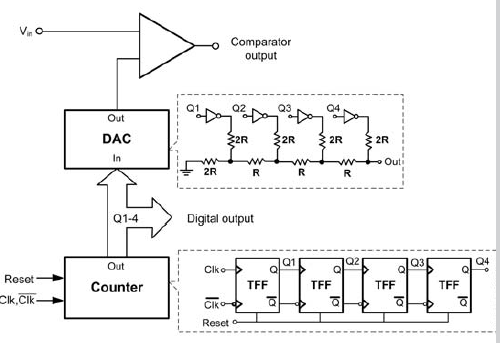 Vin
Comparator
output
Out
DAC
In
Q1 Q2 Q3 Q4
2R 2R 2R 2R
2R R R R
Out
Q1-4
Digital output
Out
Counter
Reset
Clk, Clk
Clk
Clk
Reset
Q1 Q2 Q3 Q4
TFF TFF TFF TFF
Q Q Q Q